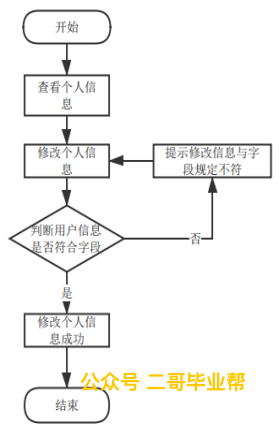 开始
查看个人信
息
修改个人信
息
提示修改信息与字
段规定不符
判断用户信息
是否符合字段
否
是
修改个人信
息成功
公众号 二哥毕业帮
结束